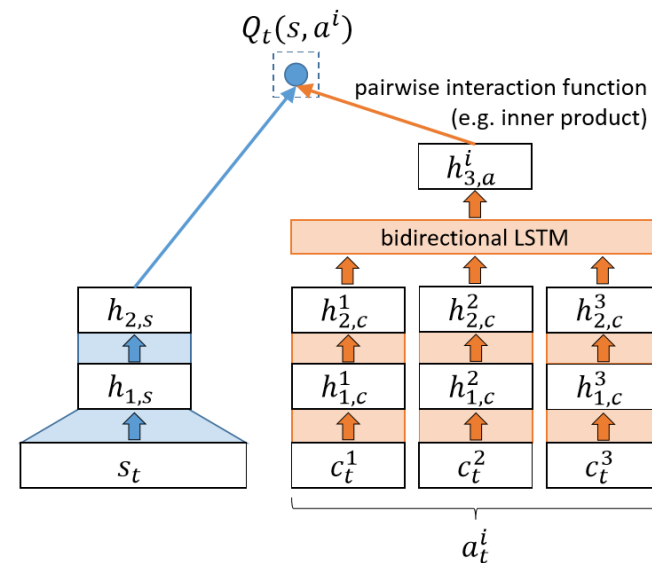 Q_t(s, a^i)
pairwise interaction function
(e.g. inner product)
h^i_{3,a}
bidirectional LSTM
h_{2,s} h^1_{2,c} h^2_{2,c} h^3_{2,c}
h_{1,s} h^1_{1,c} h^2_{1,c} h^3_{1,c}
s_t c^1_t c^2_t c^3_t
a^i_t